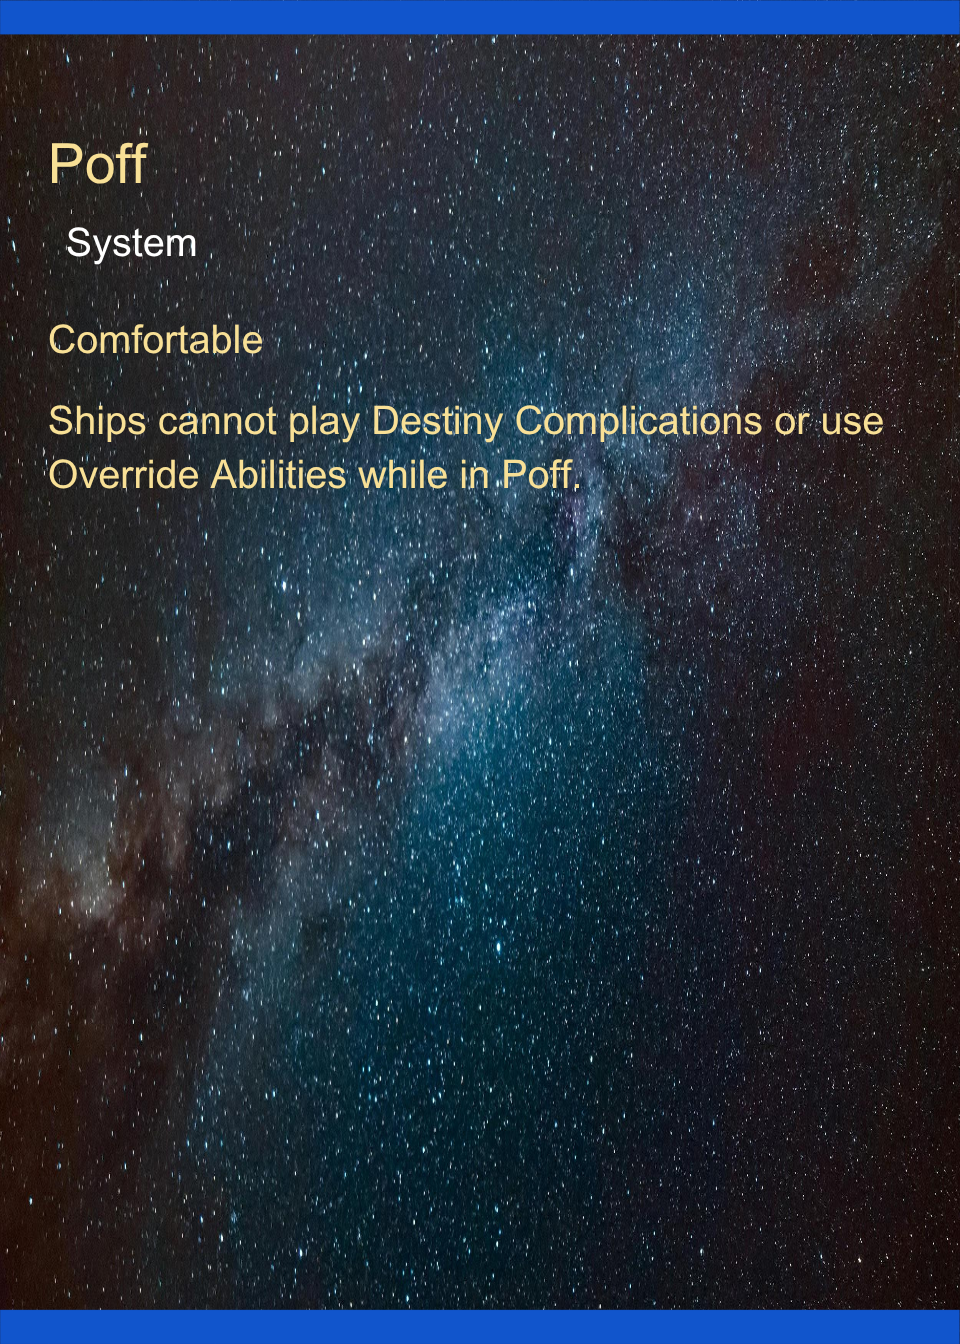 Poff
System
Comfortable
Ships cannot play Destiny Complications or use
Override Abilities while in Poff.